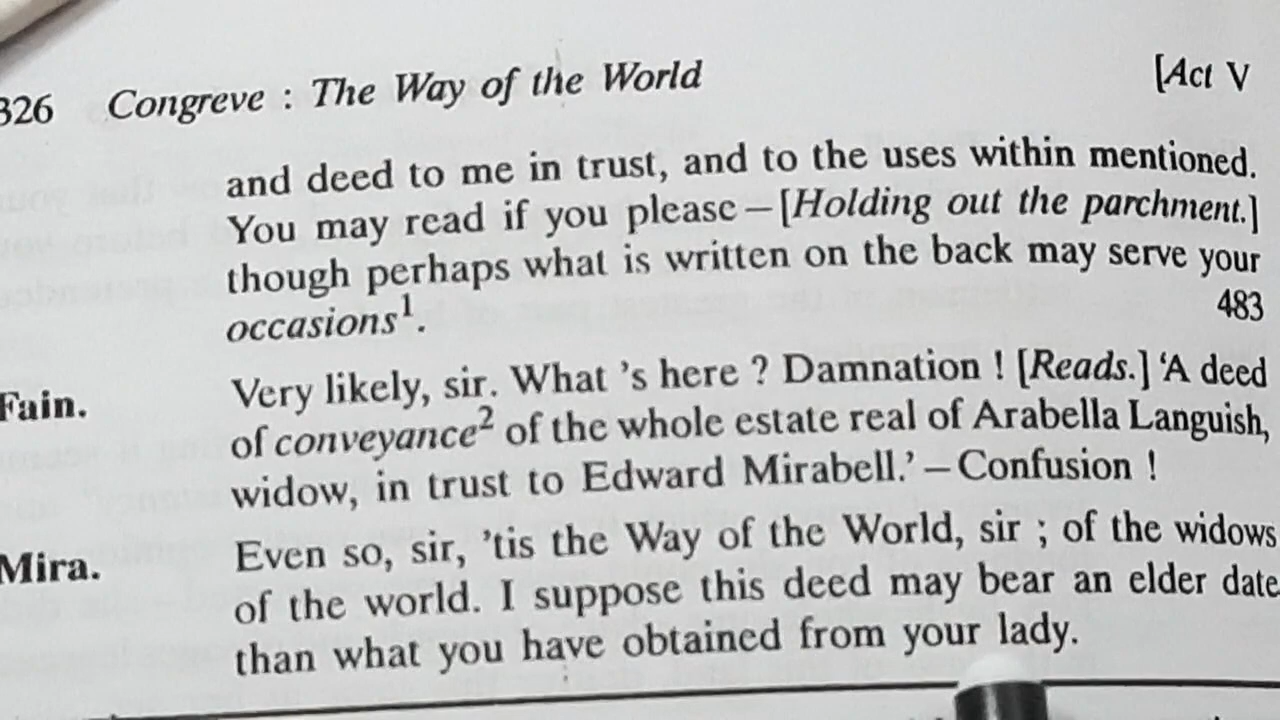 326 Congreve : The Way of the World [Act V
and deed to me in trust, and to the uses within mentioned.
You may read if you please—[Holding out the parchment.]
though perhaps what is written on the back may serve your
occasions¹. 483
Fain. Very likely, sir. What 's here ? Damnation ! [Reads.] 'A deed
of conveyance² of the whole estate real of Arabella Languish,
widow, in trust to Edward Mirabell.'—Confusion !
Mira. Even so, sir, 'tis the Way of the World, sir ; of the widows
of the world. I suppose this deed may bear an elder date
than what you have obtained from your lady.